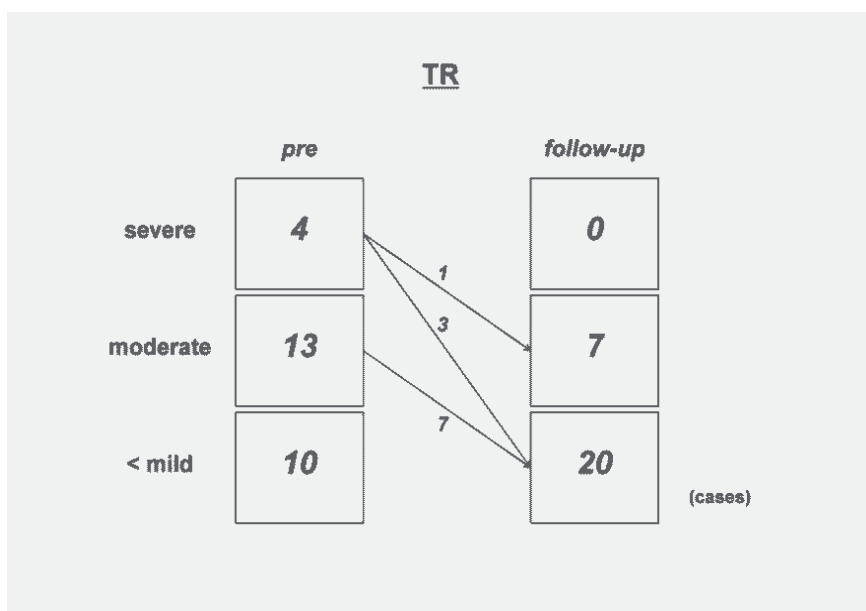 TR
pre follow-up
severe 4 0
1
3
moderate 13 7
7
< mild 10 20
(cases)